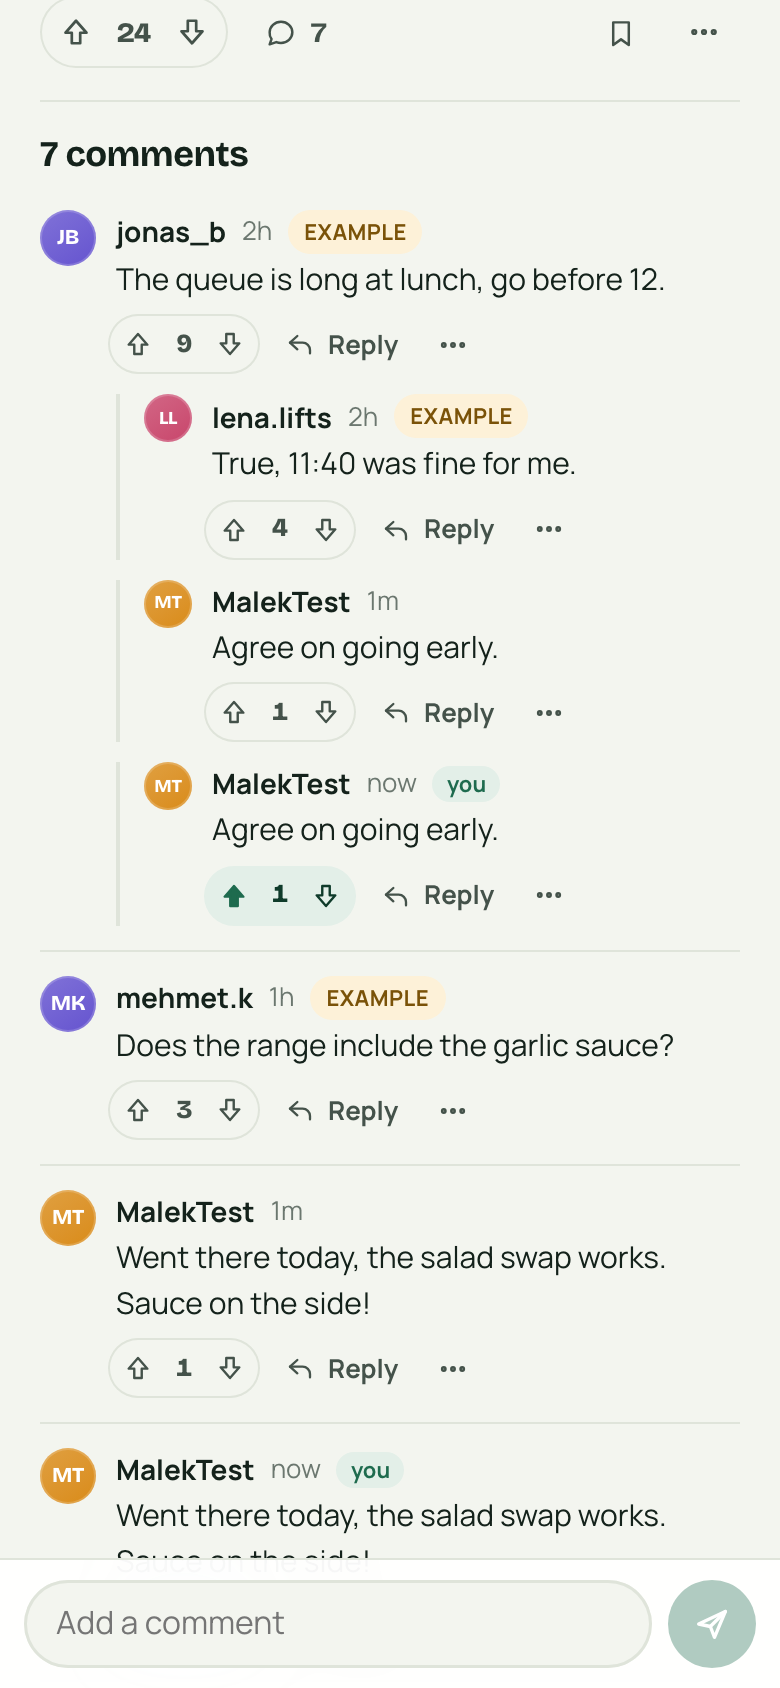 24 7
7 comments
JB jonas_b 2h EXAMPLE
The queue is long at lunch, go before 12.
9 Reply
LL lena.lifts 2h EXAMPLE
True, 11:40 was fine for me.
4 Reply
MT MalekTest 1m
Agree on going early.
1 Reply
MT MalekTest now you
Agree on going early.
1 Reply
MK mehmet.k 1h EXAMPLE
Does the range include the garlic sauce?
3 Reply
MT MalekTest 1m
Went there today, the salad swap works.
Sauce on the side!
1 Reply
MT MalekTest now you
Went there today, the salad swap works.
Sauce on the side!
Add a comment